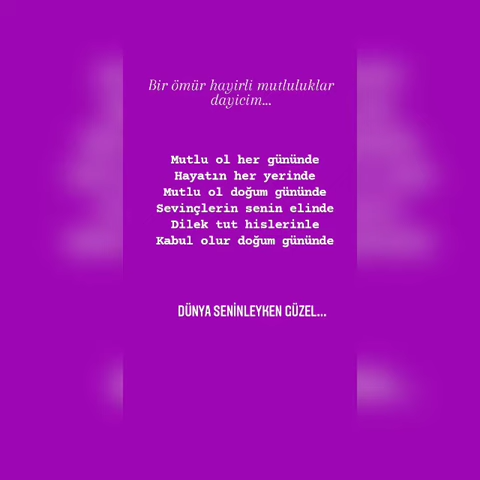 Bir ömür hayirli mutluluklar
dayicim...
Mutlu ol her gününde
Hayatın her yerinde
Mutlu ol doğum gününde
Sevinçlerin senin elinde
Dilek tut hislerinle
Kabul olur doğum gününde
DÜNYA SENİNLEYKEN GÜZEL...